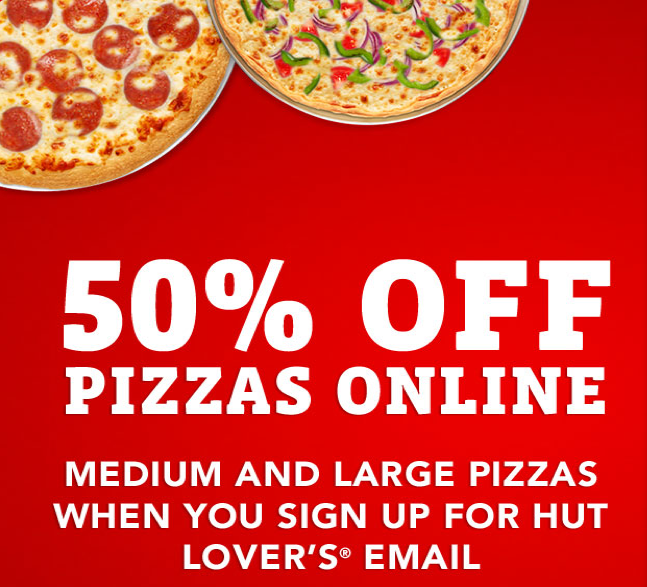 50% OFF
PIZZAS ONLINE
MEDIUM AND LARGE PIZZAS
WHEN YOU SIGN UP FOR HUT
LOVER'S® EMAIL